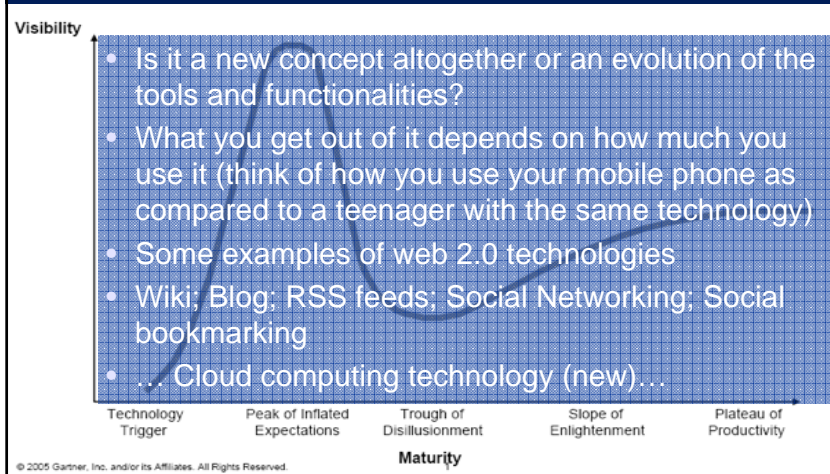 Visibility
• Is it a new concept altogether or an evolution of the
tools and functionalities?
• What you get out of it depends on how much you
use it (think of how you use your mobile phone as
compared to a teenager with the same technology)
• Some examples of web 2.0 technologies
• Wiki; Blog; RSS feeds; Social Networking; Social
bookmarking
• … Cloud computing technology (new)…
Technology
Trigger
Peak of Inflated
Expectations
Trough of
Disillusionment
Slope of
Enlightenment
Plateau of
Productivity
Maturity
© 2005 Gartner, Inc. and/or its Affiliates. All Rights Reserved.